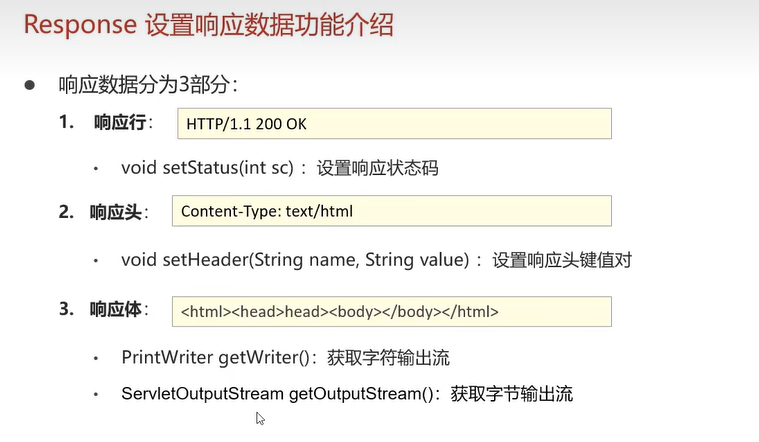 Response 设置响应数据功能介绍
● 响应数据分为3部分：
1. 响应行： HTTP/1.1 200 OK
• void setStatus(int sc) ：设置响应状态码
2. 响应头： Content-Type: text/html
• void setHeader(String name, String value) ：设置响应头键值对
3. 响应体： <html><head>head><body></body></html>
• PrintWriter getWriter()：获取字符输出流
• ServletOutputStream getOutputStream()：获取字节输出流